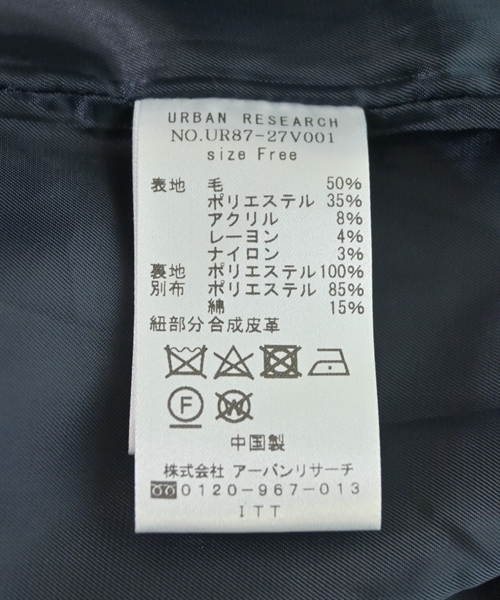 URBAN RESEARCH
NO.UR87-27V001
size Free
表地 毛 50%
ポリエステル 35%
アクリル 8%
レーヨン 4%
ナイロン 3%
裏地 ポリエステル 100%
別布 ポリエステル 85%
綿 15%
紐部分合成皮革
F W
中国製
株式会社 アーバンリサーチ
0120-967-013
ITT